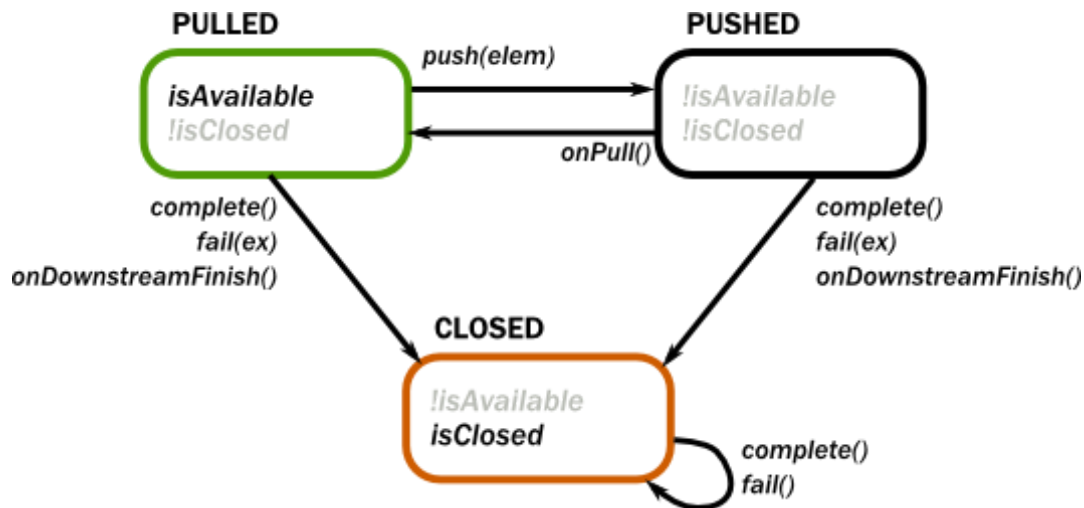 PULLED
isAvailable
!isClosed
push(elem)
onPull()
PUSHED
!isAvailable
!isClosed
complete()
fail(ex)
onDownstreamFinish()
complete()
fail(ex)
onDownstreamFinish()
CLOSED
!isAvailable
isClosed
complete()
fail()